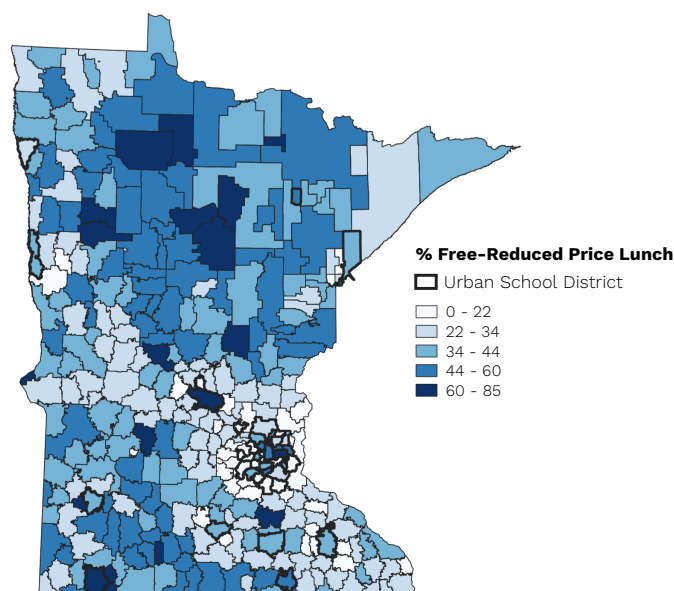 % Free-Reduced Price Lunch
Urban School District
0 - 22
22 - 34
34 - 44
44 - 60
60 - 85